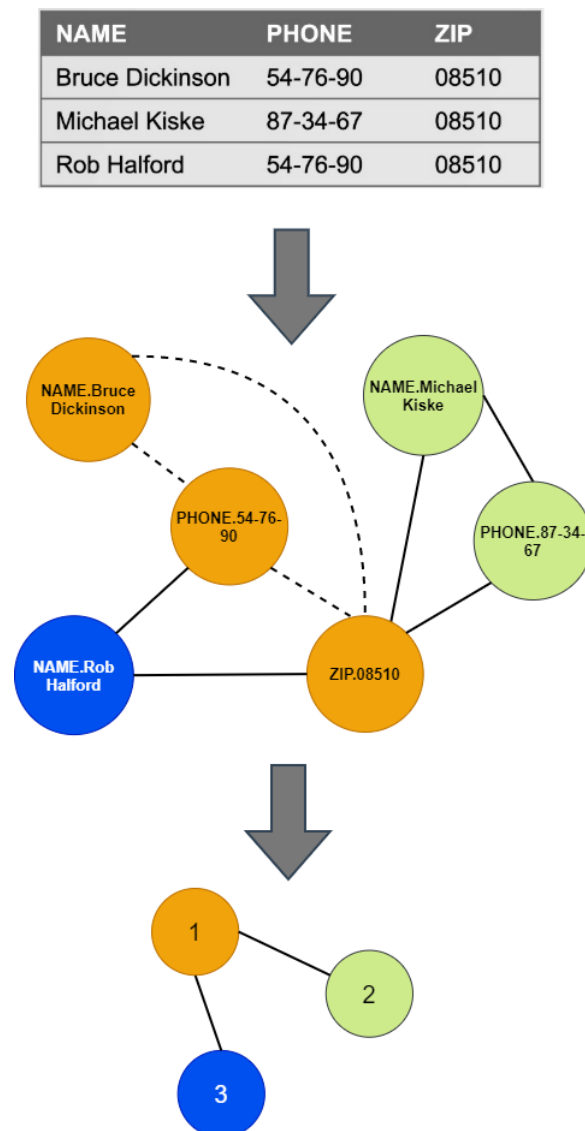 NAME PHONE ZIP
Bruce Dickinson 54-76-90 08510
Michael Kiske 87-34-67 08510
Rob Halford 54-76-90 08510
NAME.Bruce
Dickinson
NAME.Michael
Kiske
PHONE.54-76-
90
PHONE.87-34-
67
NAME.Rob
Halford
ZIP.08510
1
2
3